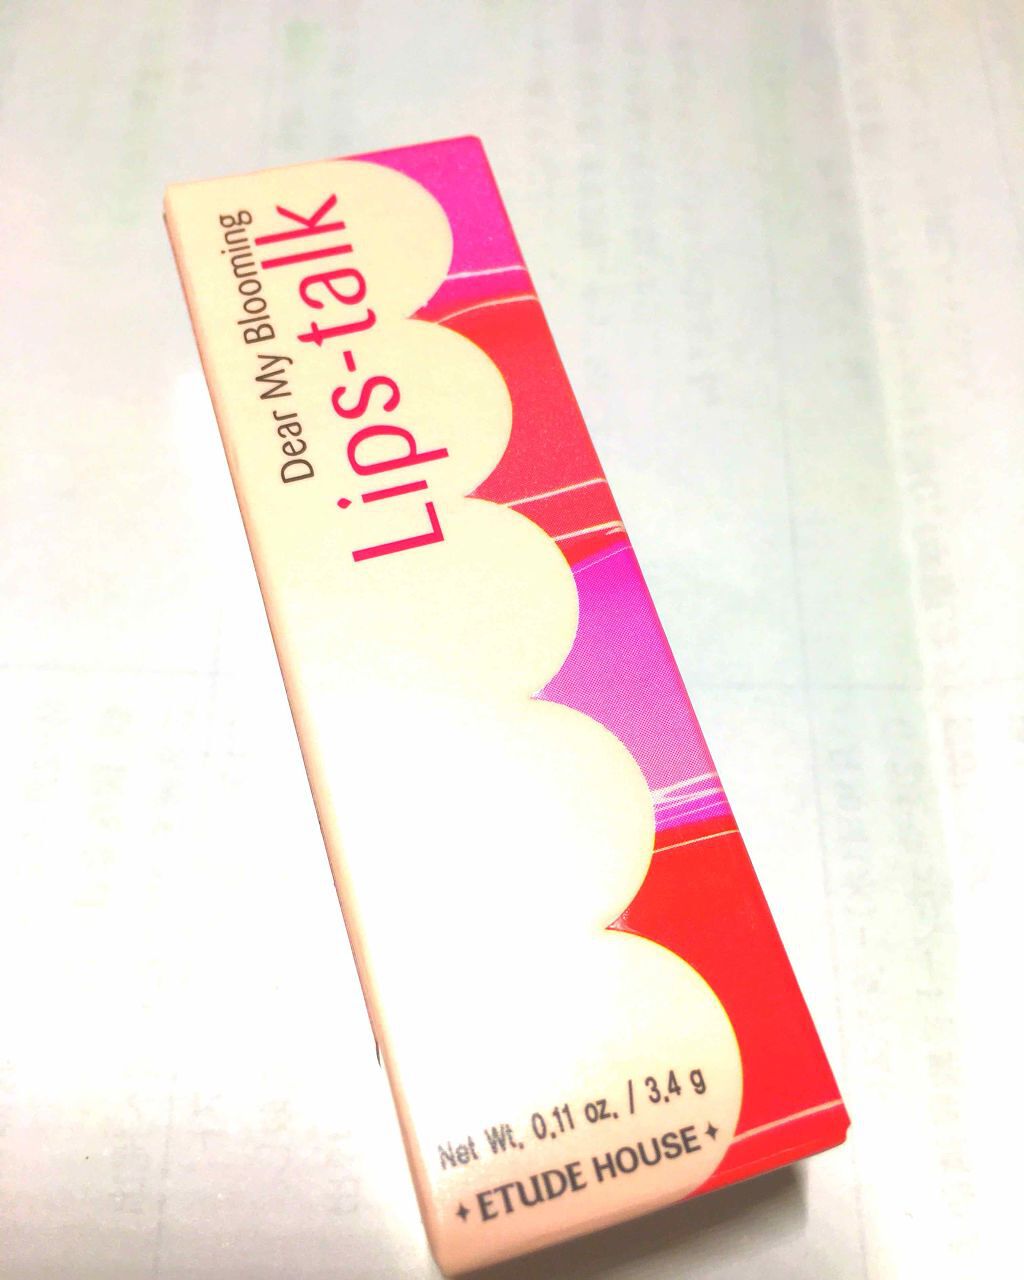 Dear My Blooming
Lips-talk
Net Wt. 0.11 oz. / 3.4 g
ETUDE HOUSE